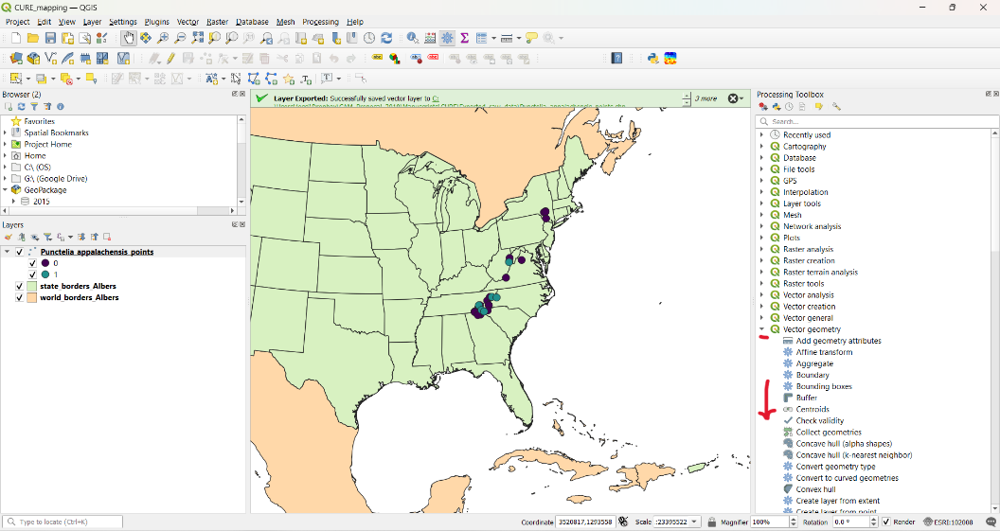 CURE_mapping — QGIS
Project Edit View Layer Settings Plugins Vector Raster Database Mesh Processing Help
Browser (2)
Favorites
Spatial Bookmarks
Project Home
Home
C:\ (OS)
G:\ (Google Drive)
GeoPackage
2015
Layers
Punctelia_appalachensis_points
0
1
state_borders_Albers
world_borders_Albers
Layer Exported: Successfully saved vector layer to C:
3 more
Processing Toolbox
Search...
Recently used
Cartography
Database
File tools
GPS
Interpolation
Layer tools
Mesh
Network analysis
Plots
Raster analysis
Raster creation
Raster terrain analysis
Raster tools
Vector analysis
Vector creation
Vector general
Vector geometry
Add geometry attributes
Affine transform
Aggregate
Boundary
Bounding boxes
Buffer
Centroids
Check validity
Collect geometries
Concave hull (alpha shapes)
Concave hull (k-nearest neighbor)
Convert geometry type
Convert to curved geometries
Convex hull
Create layer from extent
Create layer from point
Type to locate (Ctrl+K)
Coordinate 3520817,1293558 Scale :23395522 Magnifier 100% Rotation 0.0 ° Render ESRI:102008